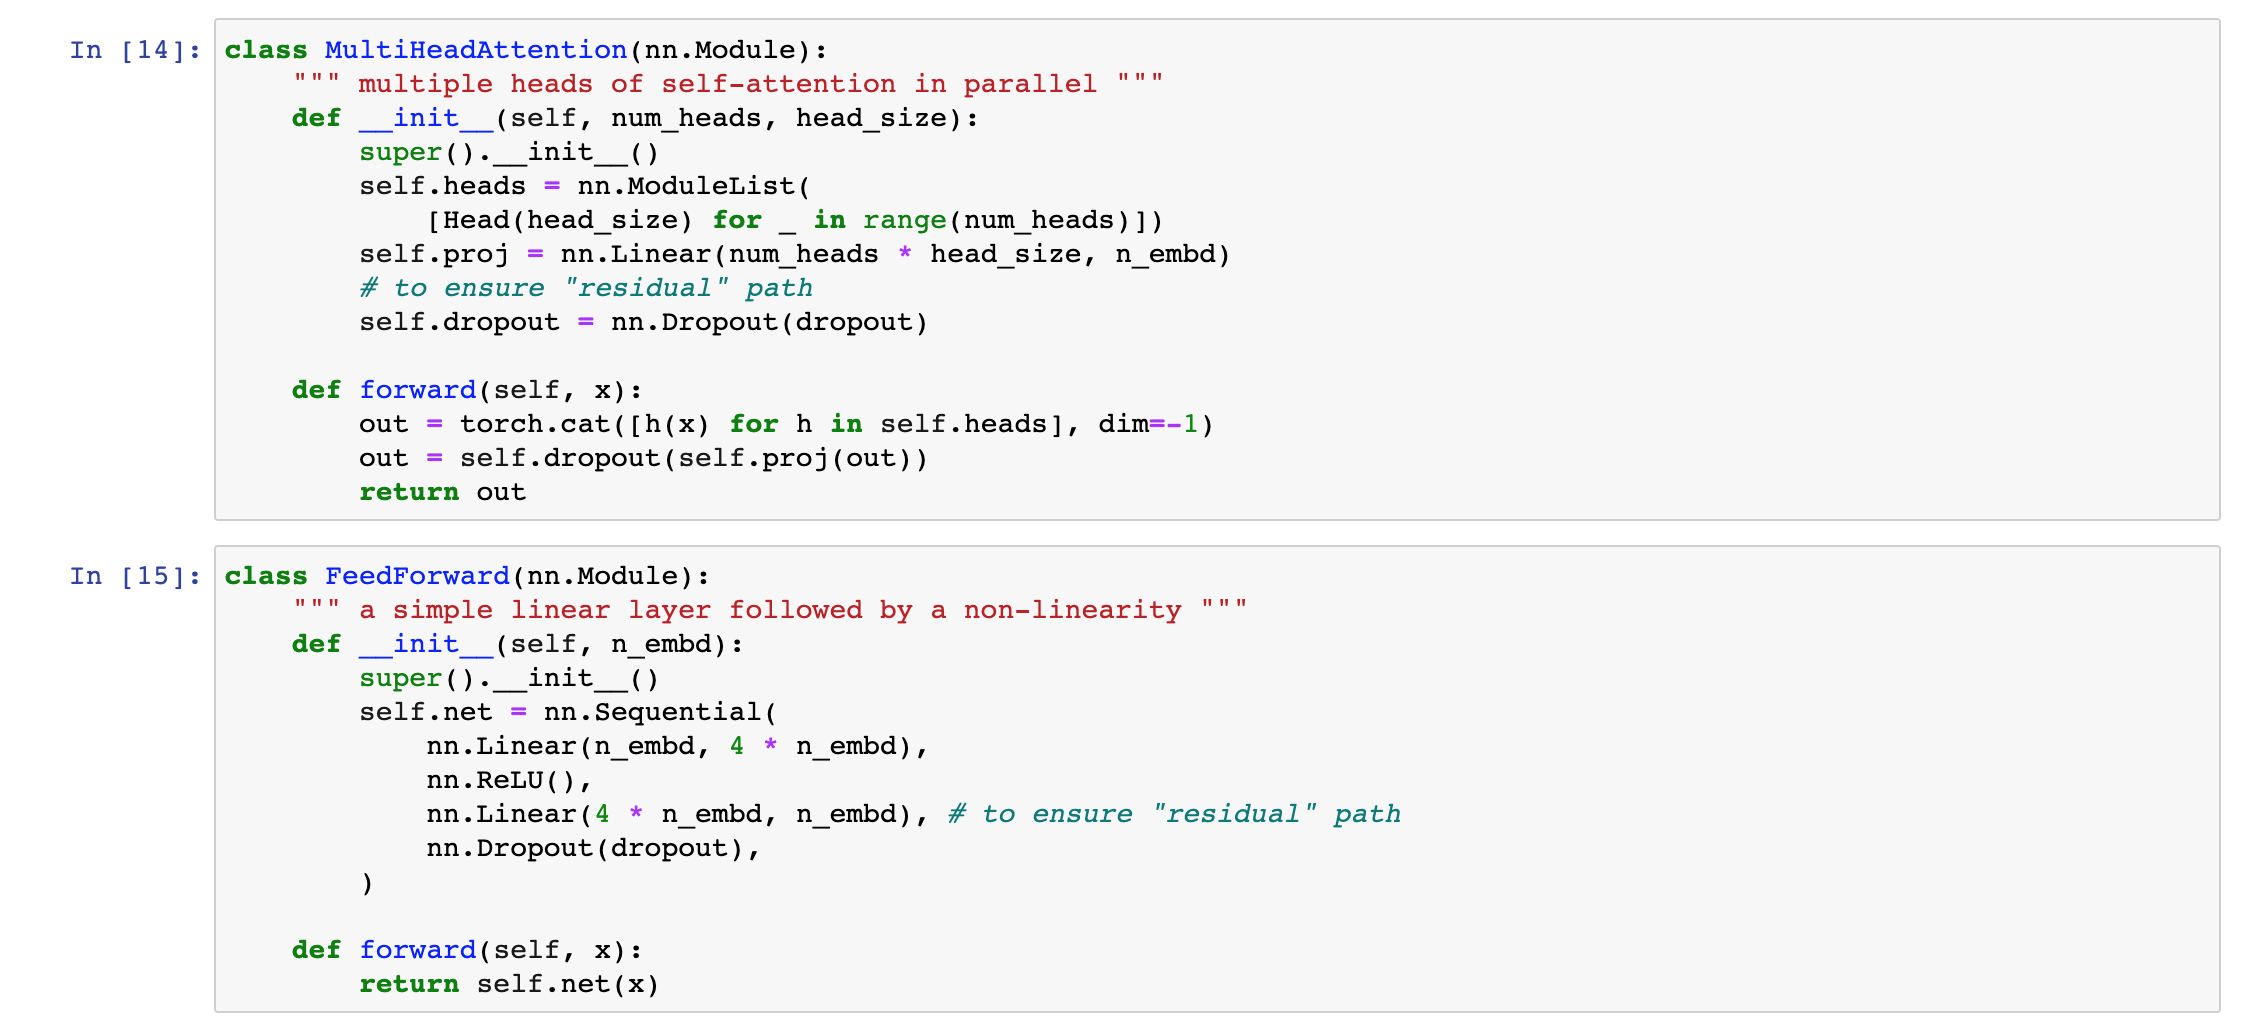 In [14]: class MultiHeadAttention(nn.Module):
    """ multiple heads of self-attention in parallel """
    def __init__(self, num_heads, head_size):
        super().__init__()
        self.heads = nn.ModuleList(
            [Head(head_size) for _ in range(num_heads)])
        self.proj = nn.Linear(num_heads * head_size, n_embd)
        # to ensure "residual" path
        self.dropout = nn.Dropout(dropout)

    def forward(self, x):
        out = torch.cat([h(x) for h in self.heads], dim=-1)
        out = self.dropout(self.proj(out))
        return out

In [15]: class FeedForward(nn.Module):
    """ a simple linear layer followed by a non-linearity """
    def __init__(self, n_embd):
        super().__init__()
        self.net = nn.Sequential(
            nn.Linear(n_embd, 4 * n_embd),
            nn.ReLU(),
            nn.Linear(4 * n_embd, n_embd), # to ensure "residual" path
            nn.Dropout(dropout),
        )

    def forward(self, x):
        return self.net(x)